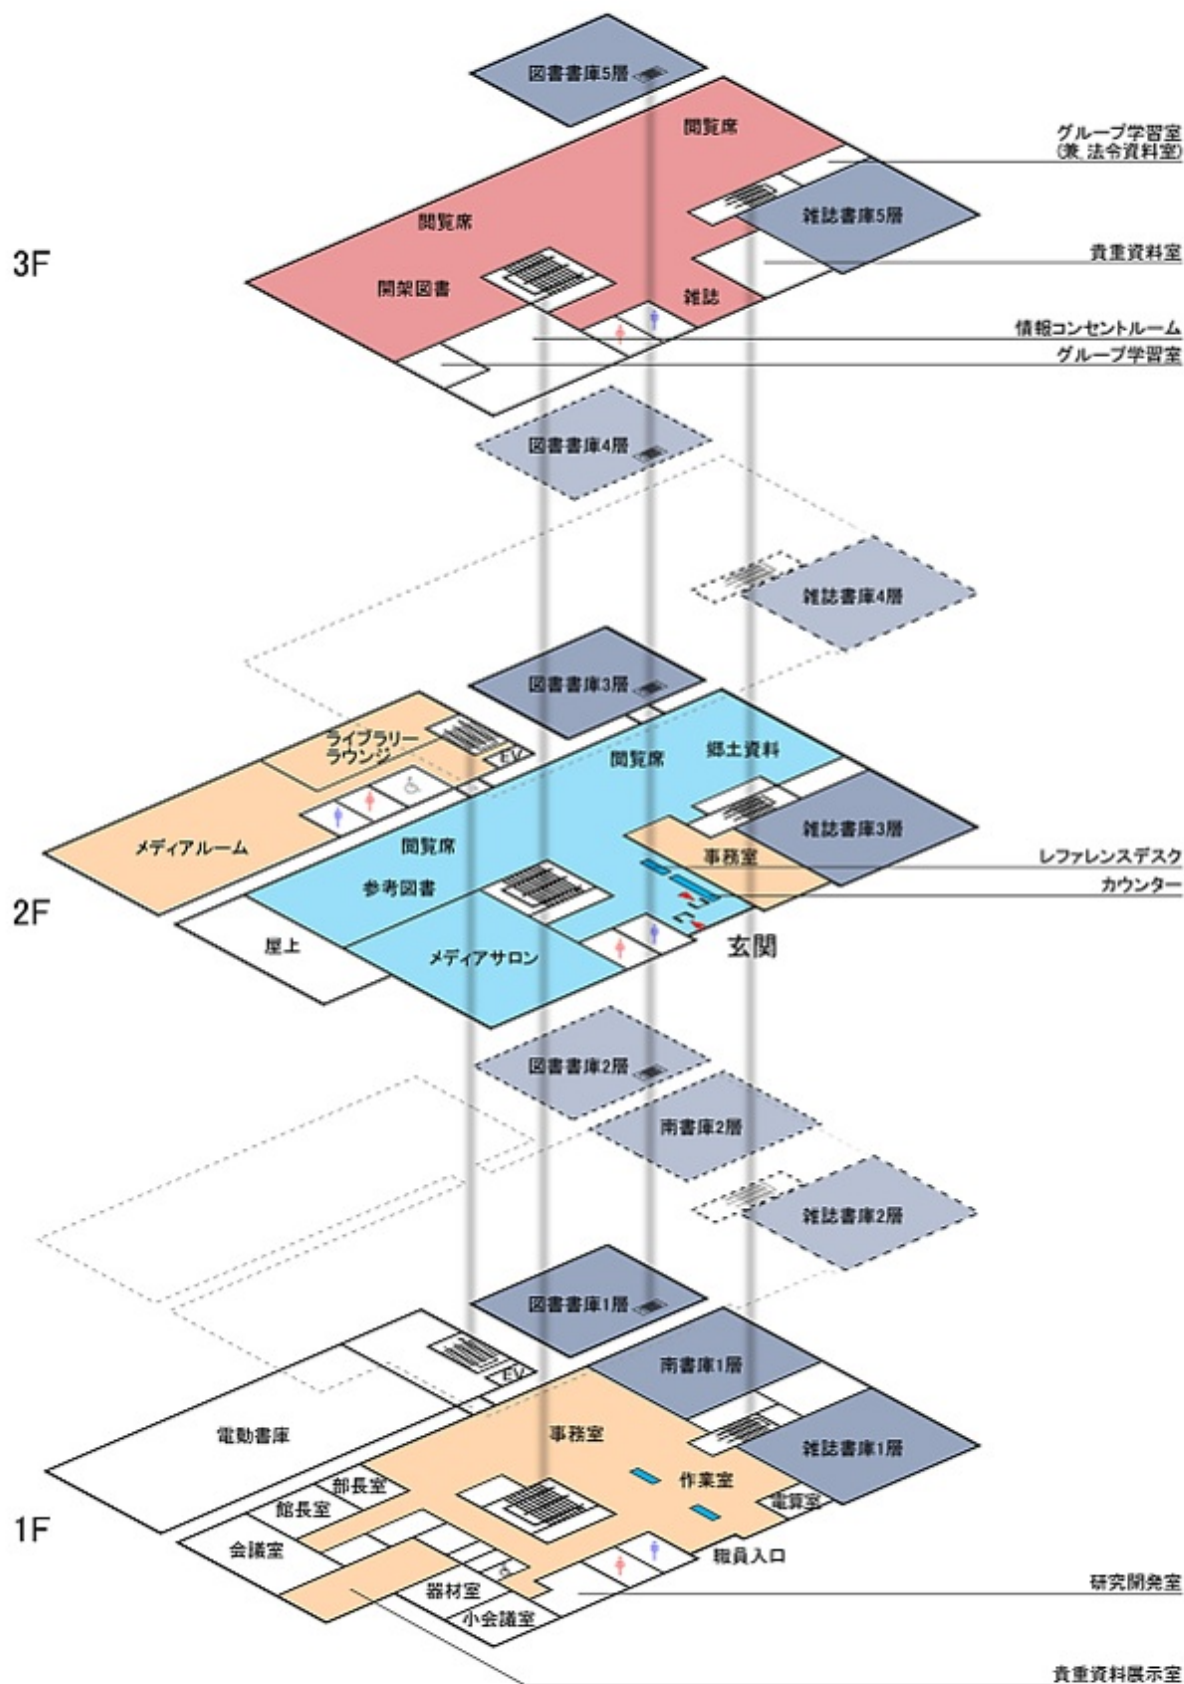 図書書庫5層
閲覧席
グループ学習室
(兼.法令資料室)
閲覧席
雑誌書庫5層
3F
貴重資料室
開架図書
雑誌
情報コンセントルーム
グループ学習室
図書書庫4層
雑誌書庫4層
図書書庫3層
ライブラリー
ラウンジ
EV
閲覧席
郷土資料
メディアルーム
閲覧席
雑誌書庫3層
事務室
レファレンスデスク
参考図書
カウンター
2F
屋上
メディアサロン
玄関
図書書庫2層
南書庫2層
雑誌書庫2層
図書書庫1層
南書庫1層
EV
電動書庫
事務室
雑誌書庫1層
作業室
部長室
館長室
電算室
1F
会議室
職員入口
器材室
研究開発室
小会議室
貴重資料展示室